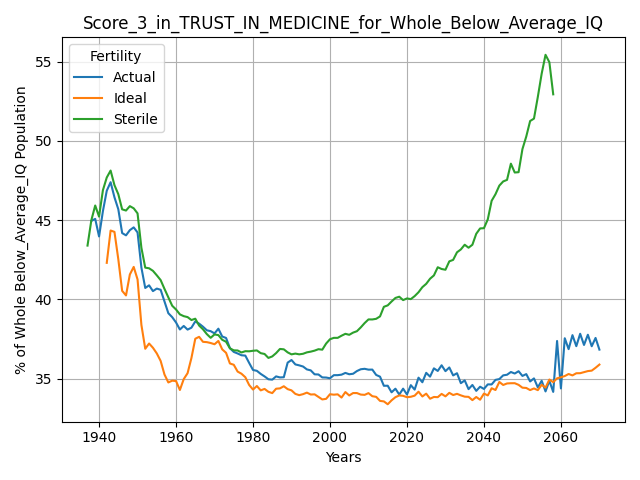 Score_3_in_TRUST_IN_MEDICINE_for_Whole_Below_Average_IQ
Fertility
Actual
Ideal
Sterile
% of Whole Below_Average_IQ Population
55
50
45
40
35
1940
1960
1980
2000
2020
2040
2060
Years